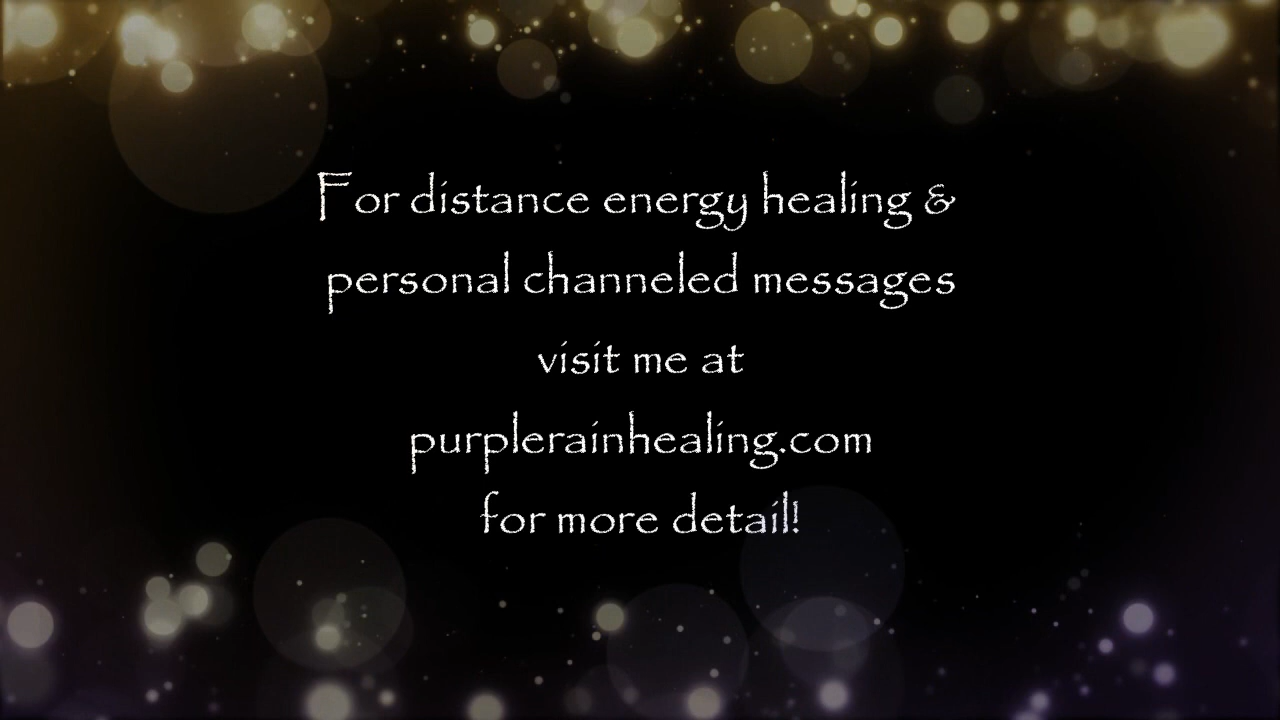 For distance energy healing &
personal channeled messages
visit me at
purplerainhealing.com
for more detail!